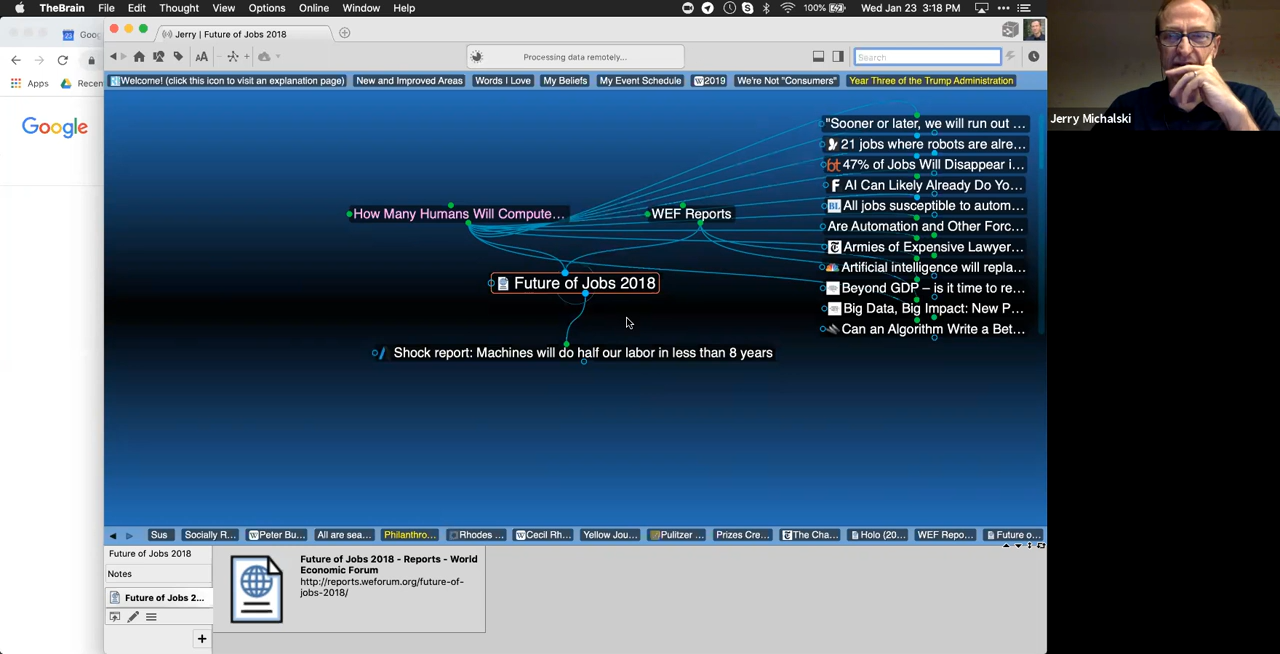 TheBrain File Edit Thought View Options Online Window Help 100% Wed Jan 23 3:18 PM
Goog
Jerry | Future of Jobs 2018
AA
Processing data remotely...
Search
Apps
Recen
Welcome! (click this icon to visit an explanation page) New and Improved Areas Words I Love My Beliefs My Event Schedule 2019 We're Not "Consumers" Year Three of the Trump Administration
Jerry Michalski
Google
"Sooner or later, we will run out ...
21 jobs where robots are alre...
47% of Jobs Will Disappear i...
AI Can Likely Already Do Yo...
All jobs susceptible to autom...
Are Automation and Other Forc...
Armies of Expensive Lawyer...
Artificial intelligence will repla...
Beyond GDP – is it time to re...
Big Data, Big Impact: New P...
Can an Algorithm Write a Bet...
How Many Humans Will Compute...
WEF Reports
Future of Jobs 2018
Shock report: Machines will do half our labor in less than 8 years
Sus Socially R... Peter Bu... All are sea... Philanthro... Rhodes ... Cecil Rh... Yellow Jou... Pulitzer ... Prizes Cre... The Cha... Holo (20... WEF Repo... Future o...
Future of Jobs 2018
Notes
Future of Jobs 2...
Future of Jobs 2018 - Reports - World
Economic Forum
http://reports.weforum.org/future-of-
jobs-2018/